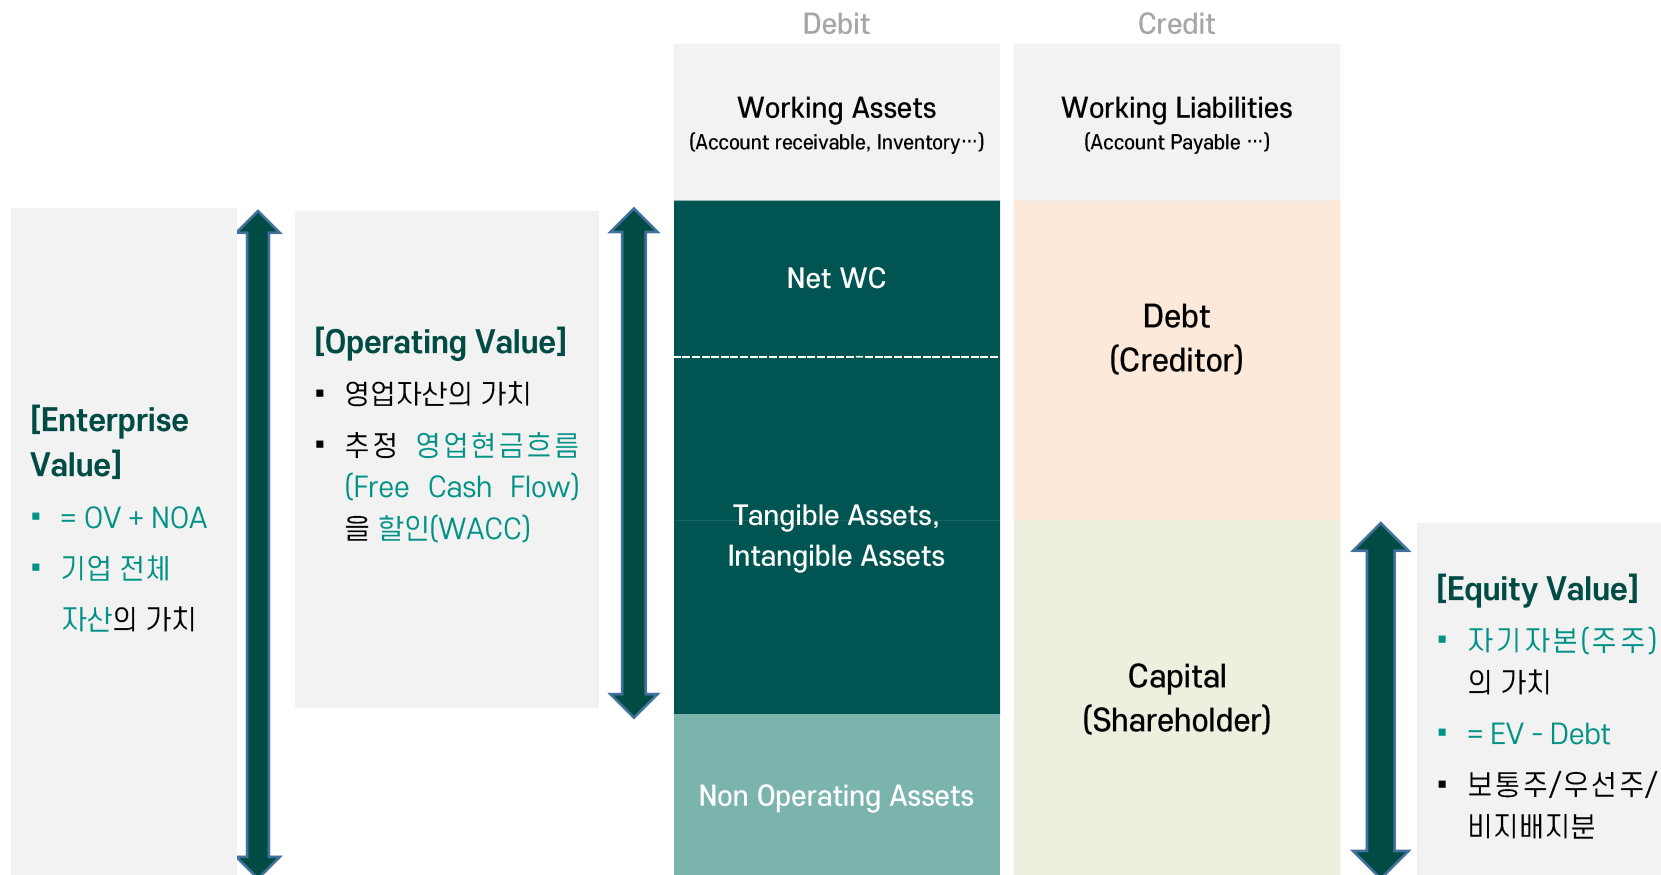 Debit
Credit
Working Assets
(Account receivable, Inventory…)
Working Liabilities
(Account Payable …)
[Enterprise
Value]
▪ = OV + NOA
▪ 기업 전체
자산의 가치
[Operating Value]
▪ 영업자산의 가치
▪ 추정 영업현금흐름
(Free Cash Flow)
을 할인(WACC)
Net WC
Tangible Assets,
Intangible Assets
Non Operating Assets
Debt
(Creditor)
Capital
(Shareholder)
[Equity Value]
▪ 자기자본(주주)
의 가치
▪ = EV - Debt
▪ 보통주/우선주/
비지배지분